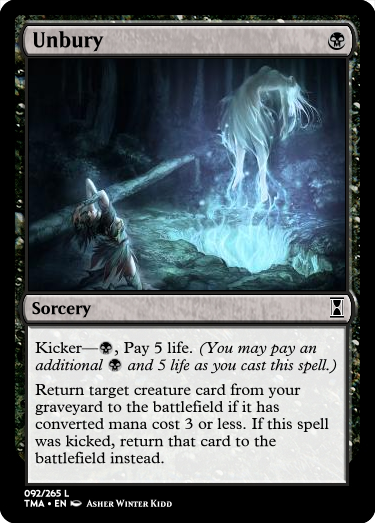 Unbury
Sorcery
Kicker—, Pay 5 life. (You may pay an
additional and 5 life as you cast this spell.)
Return target creature card from your
graveyard to the battlefield if it has
converted mana cost 3 or less. If this spell
was kicked, return that card to the
battlefield instead.
092/265 L
TMA • EN Asher Winter Kidd